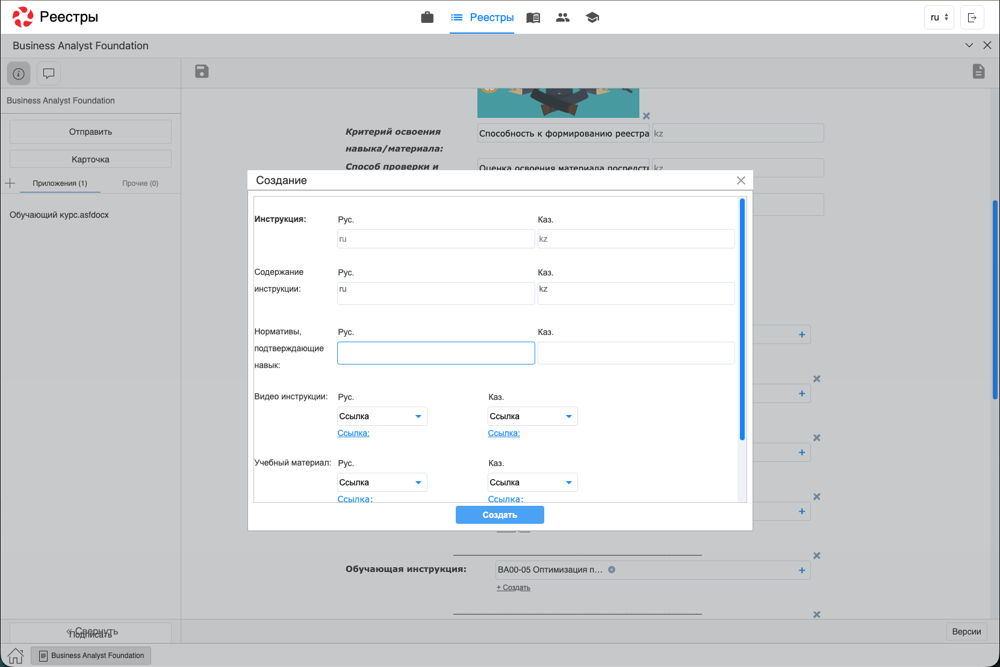 Реестры
Реестры
ru
Business Analyst Foundation
Business Analyst Foundation
Отправить
Карточка
Приложения (1)
Прочие (0)
Обучающий курс.asfdocx
Критерий освоения
навыка/материала:
Способность к формированию реестра
kz
Способ проверки и
Оценка освоения материала посредств
kz
Создание
Инструкция:
Рус.
Каз.
ru
kz
Содержание
инструкции:
Рус.
Каз.
ru
kz
Нормативы,
подтверждающие
навык:
Рус.
Каз.
Видео инструкции:
Рус.
Каз.
Ссылка
Ссылка
Ссылка:
Ссылка:
Учебный материал:
Рус.
Каз.
Ссылка
Ссылка
Ссылка:
Ссылка:
Создать
Обучающая инструкция:
BA00-05 Оптимизация п...
+ Создать
« Свернуть
Подписать
Версии
Business Analyst Foundation